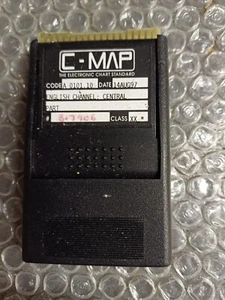 C-MAP
THE ELECTRONIC CHART STANDARD
CODE DATE
ENGLISH CHANNEL: CENTRAL
PART
CLASS XX *